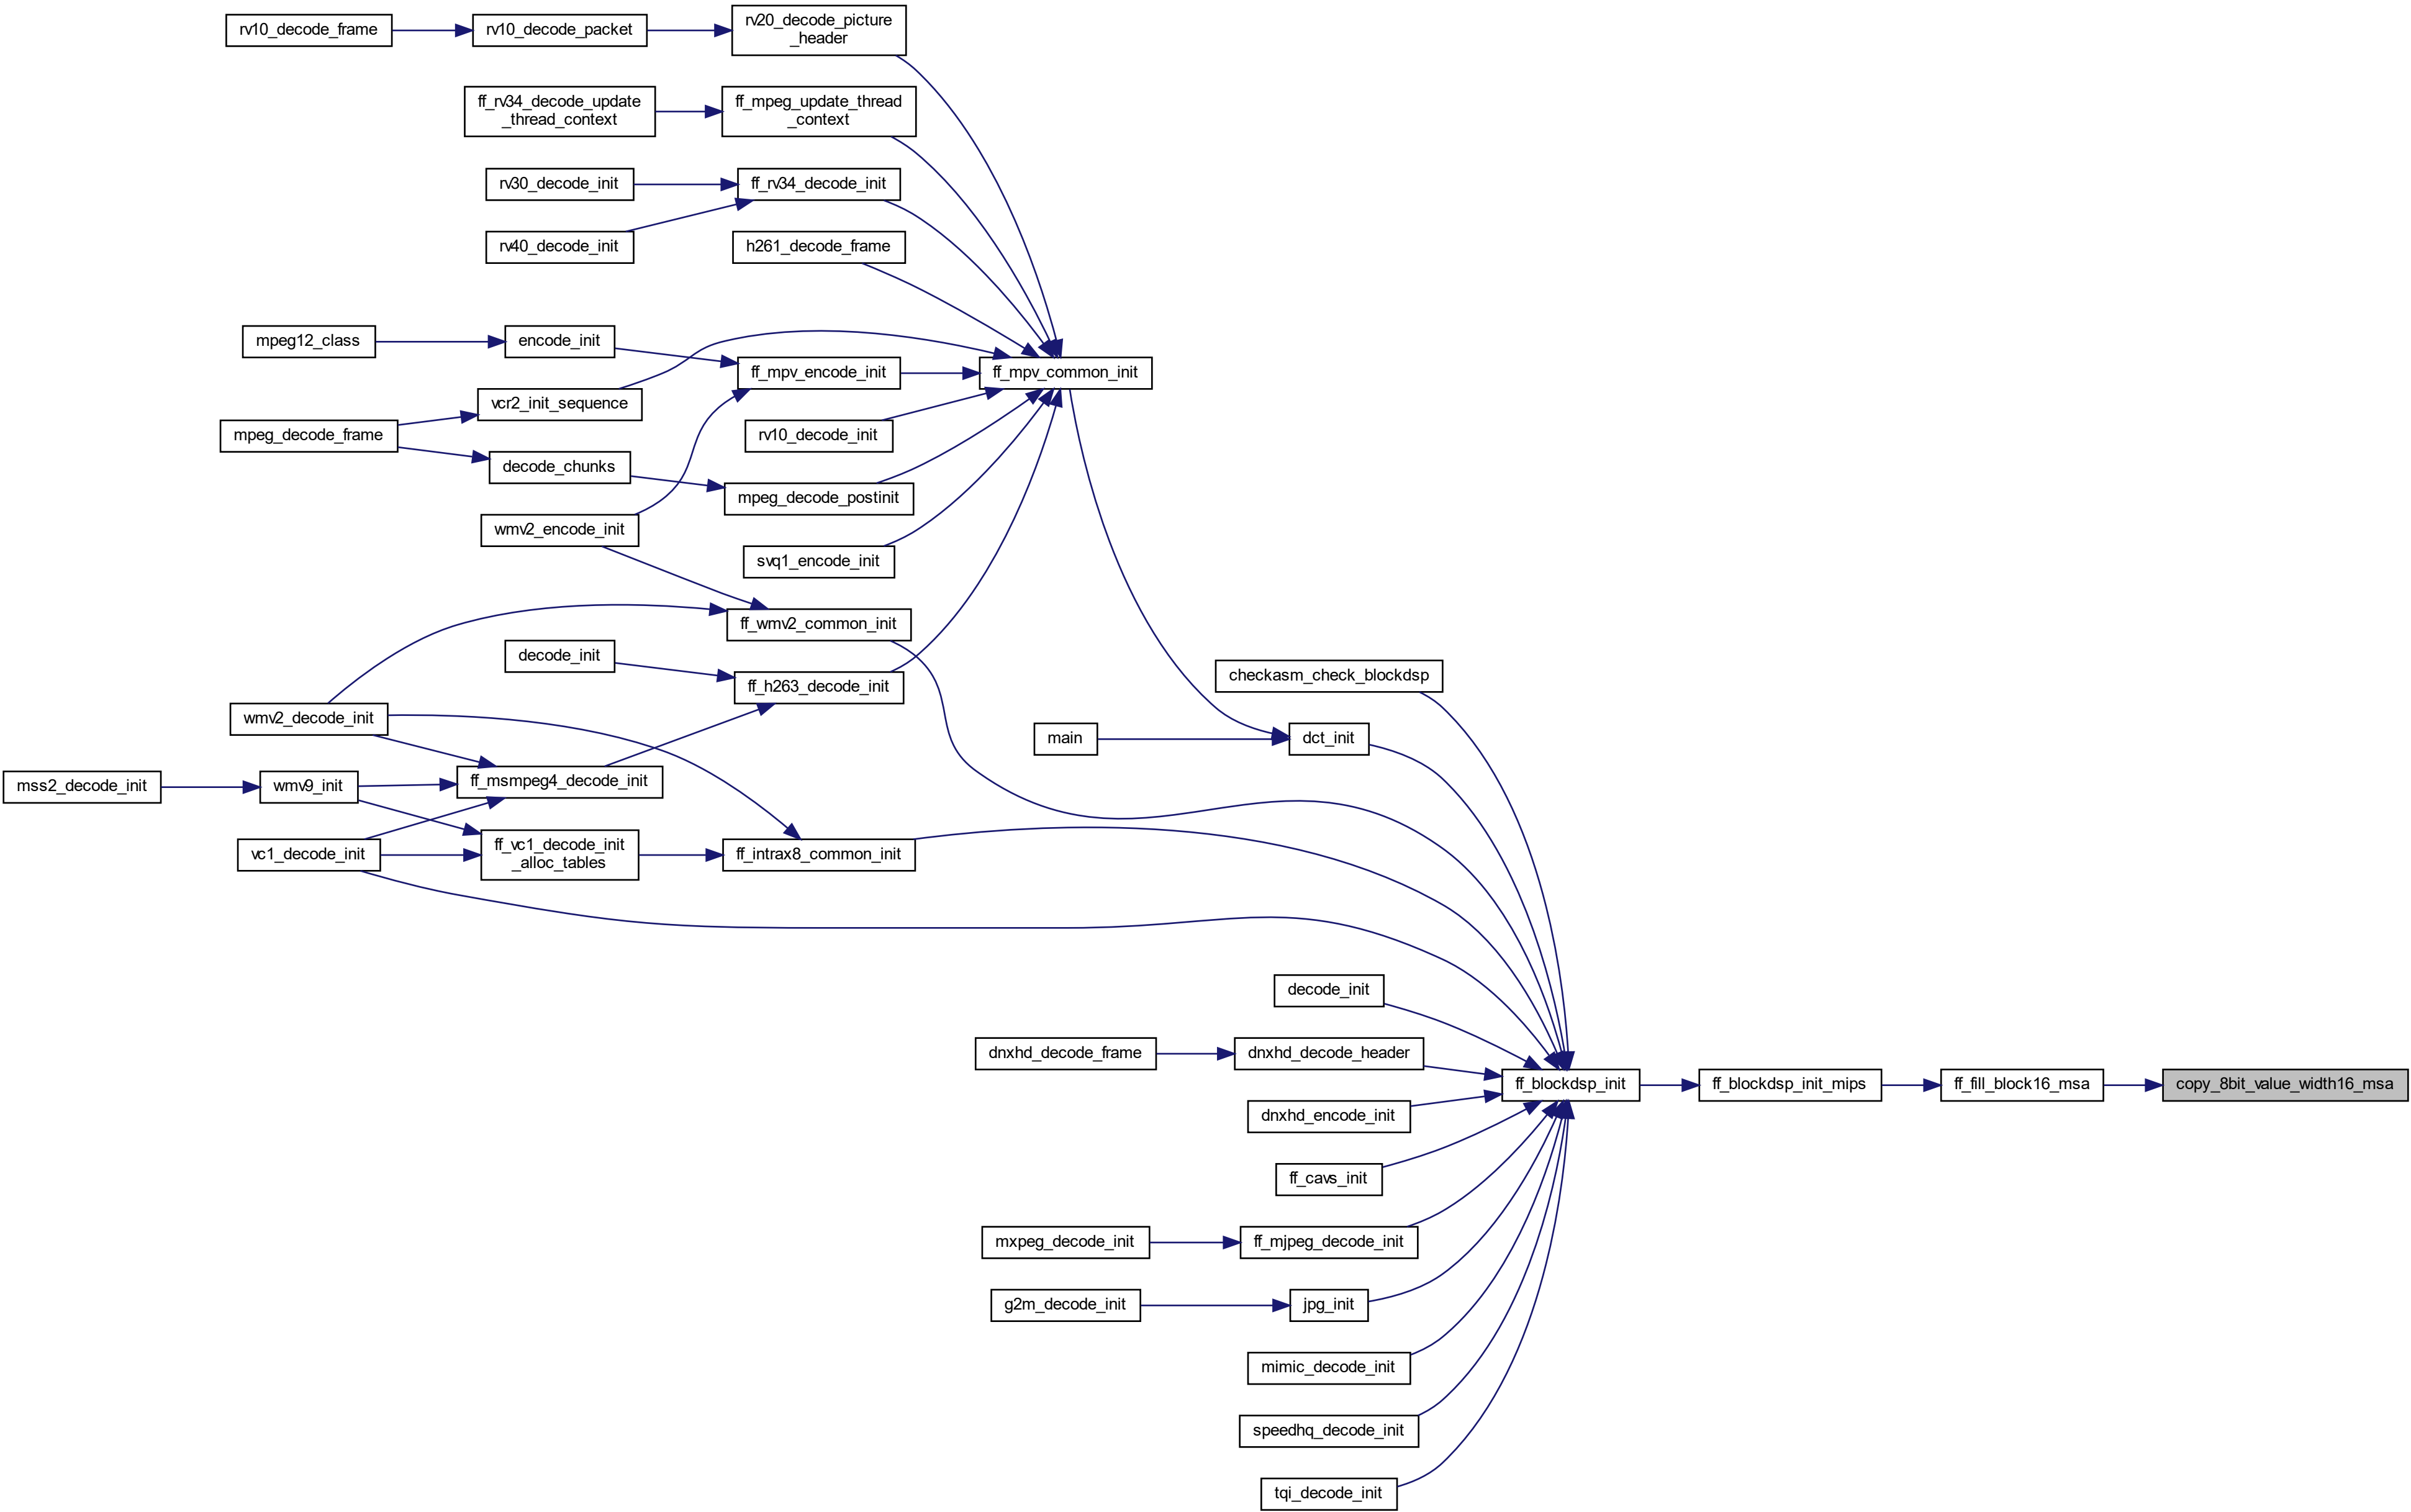 rv10_decode_frame
rv10_decode_packet
rv20_decode_picture
_header
ff_rv34_decode_update
_thread_context
ff_mpeg_update_thread
_context
rv30_decode_init
ff_rv34_decode_init
rv40_decode_init
h261_decode_frame
mpeg12_class
encode_init
ff_mpv_encode_init
ff_mpv_common_init
vcr2_init_sequence
mpeg_decode_frame
rv10_decode_init
decode_chunks
mpeg_decode_postinit
wmv2_encode_init
svq1_encode_init
ff_wmv2_common_init
decode_init
ff_h263_decode_init
checkasm_check_blockdsp
wmv2_decode_init
main
dct_init
mss2_decode_init
wmv9_init
ff_msmpeg4_decode_init
vc1_decode_init
ff_vc1_decode_init
_alloc_tables
ff_intrax8_common_init
decode_init
dnxhd_decode_frame
dnxhd_decode_header
ff_blockdsp_init
ff_blockdsp_init_mips
ff_fill_block16_msa
copy_8bit_value_width16_msa
dnxhd_encode_init
ff_cavs_init
mxpeg_decode_init
ff_mjpeg_decode_init
g2m_decode_init
jpg_init
mimic_decode_init
speedhq_decode_init
tqi_decode_init